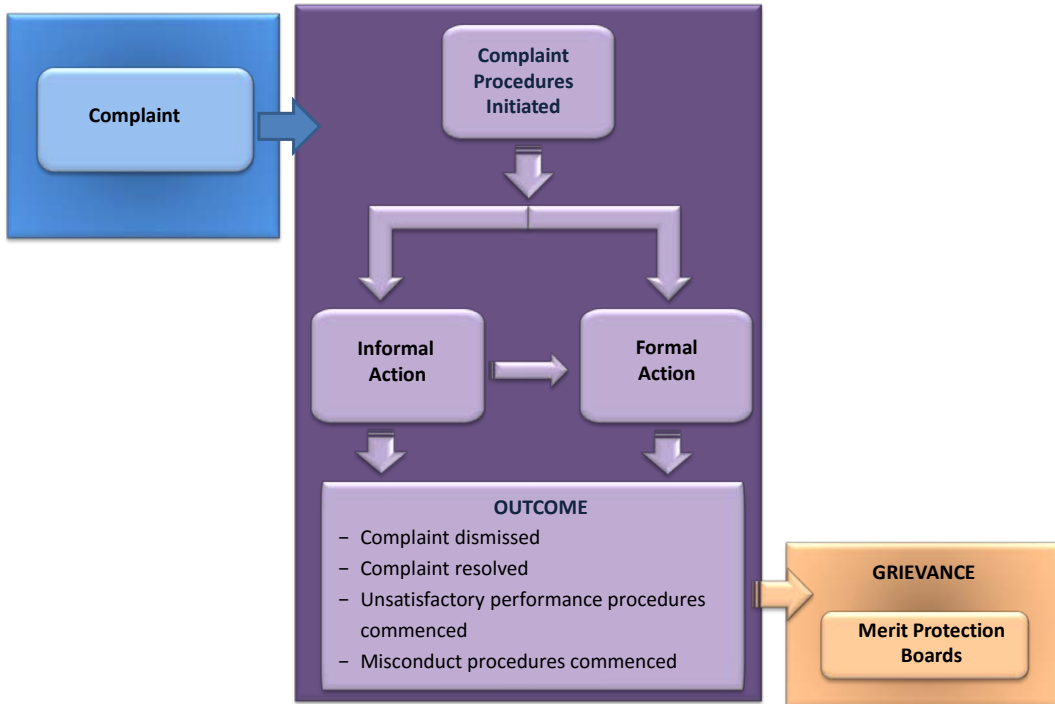 Complaint
Complaint
Procedures
Initiated
Informal
Action
Formal
Action
OUTCOME
− Complaint dismissed
− Complaint resolved
− Unsatisfactory performance procedures
commenced
− Misconduct procedures commenced
GRIEVANCE
Merit Protection
Boards